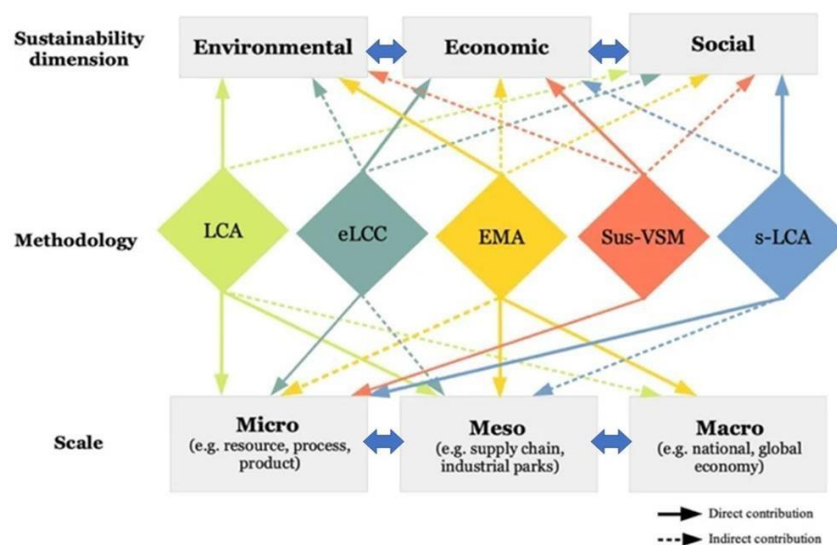 Sustainability
dimension
Environmental
Economic
Social
Methodology
LCA
eLCC
EMA
Sus-VSM
s-LCA
Scale
Micro
(e.g. resource, process,
product)
Meso
(e.g. supply chain,
industrial parks)
Macro
(e.g. national, global
economy)
Direct contribution
Indirect contribution